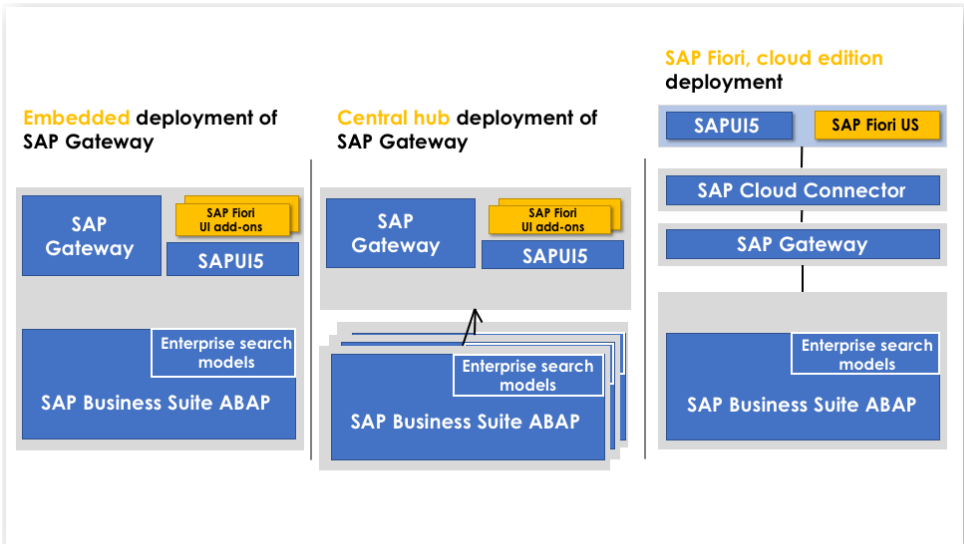 Embedded deployment of
SAP Gateway
SAP
Gateway
SAP Fiori
UI add-ons
SAPUI5
Enterprise search
models
SAP Business Suite ABAP
Central hub deployment of
SAP Gateway
SAP
Gateway
SAP Fiori
UI add-ons
SAPUI5
Enterprise search
models
SAP Business Suite ABAP
SAP Fiori, cloud edition
deployment
SAPUI5
SAP Fiori US
SAP Cloud Connector
SAP Gateway
Enterprise search
models
SAP Business Suite ABAP